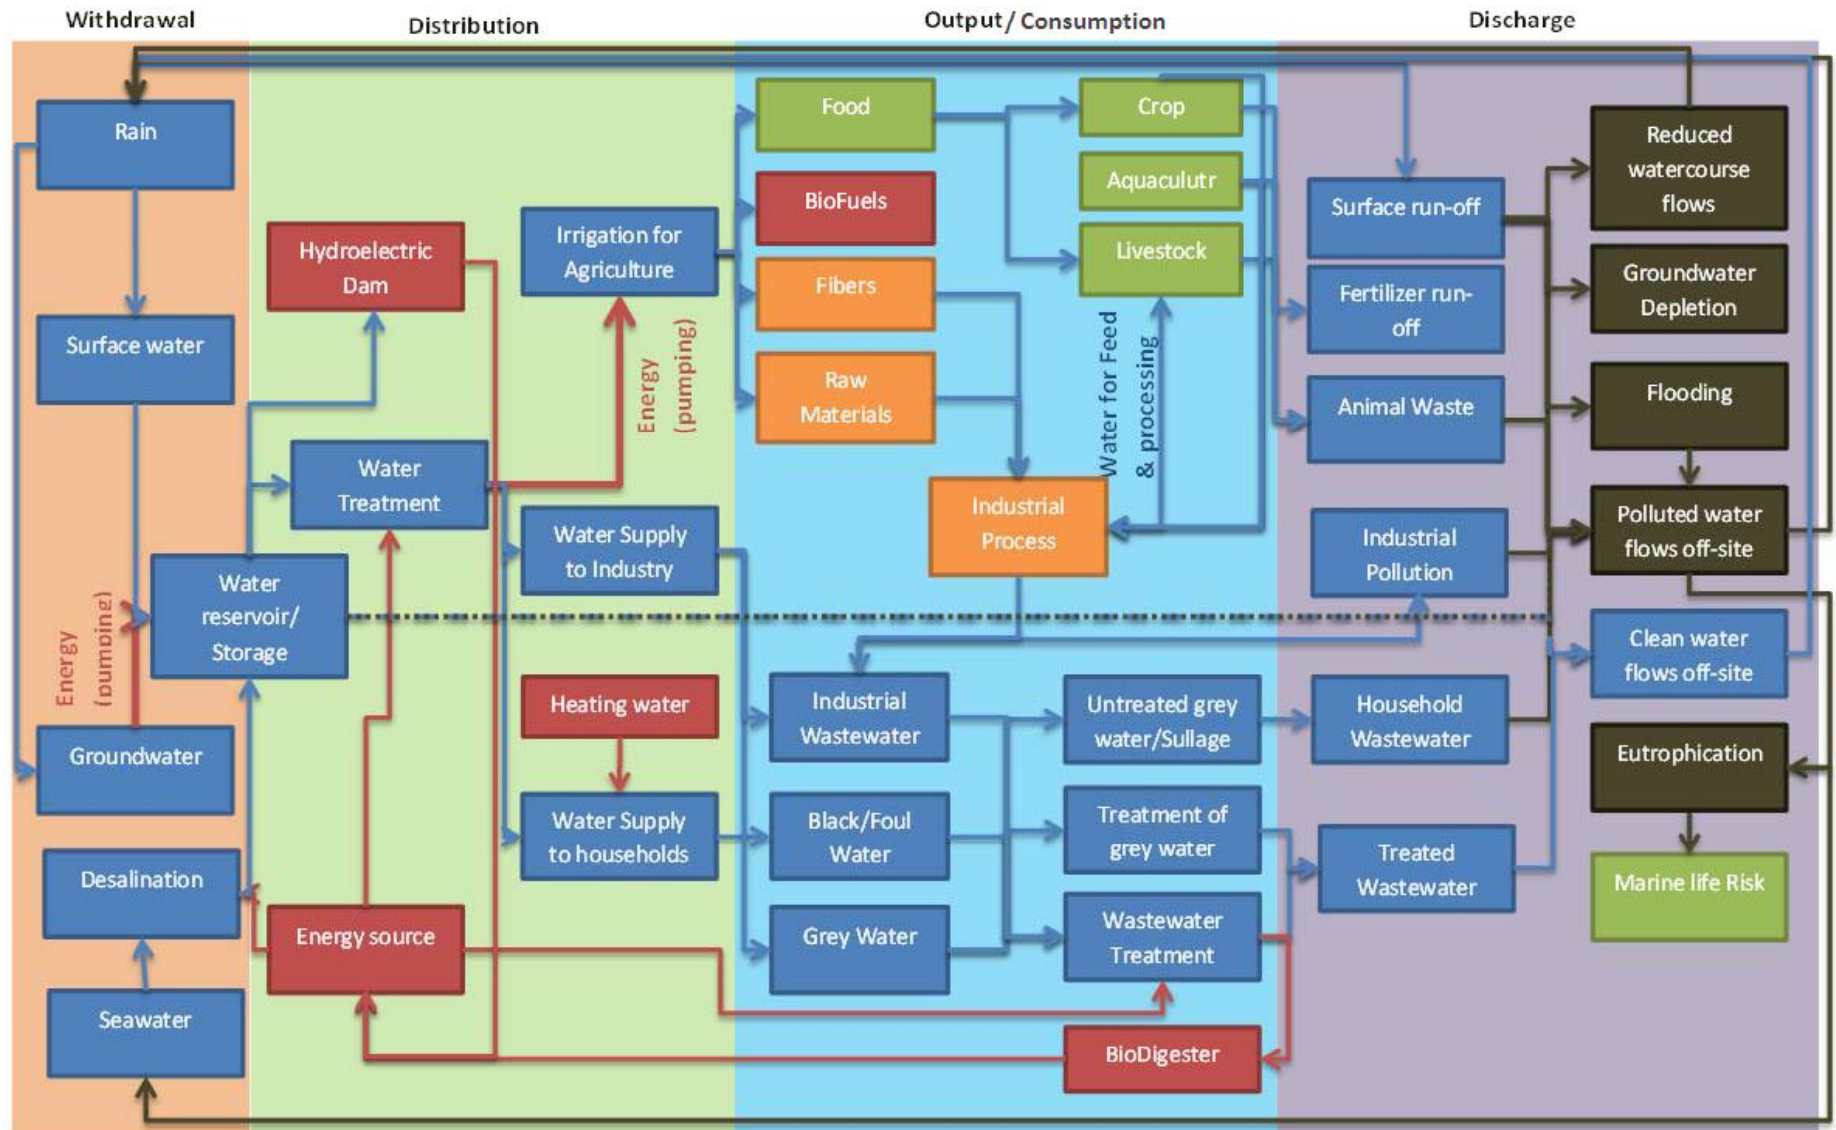 Withdrawal
Distribution
Output/ Consumption
Discharge
Rain
Surface water
Energy
(pumping)
Groundwater
Desalination
Seawater
Water
reservoir/
Storage
Hydroelectric
Dam
Water
Treatment
Energy source
Irrigation for
Agriculture
Energy
(pumping)
Water Supply
to Industry
Heating water
Water Supply
to households
Food
BioFuels
Fibers
Raw
Materials
Crop
Aquaculutr
Livestock
Water for Feed
& processing
Industrial
Process
Industrial
Wastewater
Black/Foul
Water
Grey Water
Untreated grey
water/Sullage
Treatment of
grey water
Wastewater
Treatment
BioDigester
Surface run-off
Fertilizer run-
off
Animal Waste
Industrial
Pollution
Household
Wastewater
Treated
Wastewater
Reduced
watercourse
flows
Groundwater
Depletion
Flooding
Polluted water
flows off-site
Clean water
flows off-site
Eutrophication
Marine life Risk